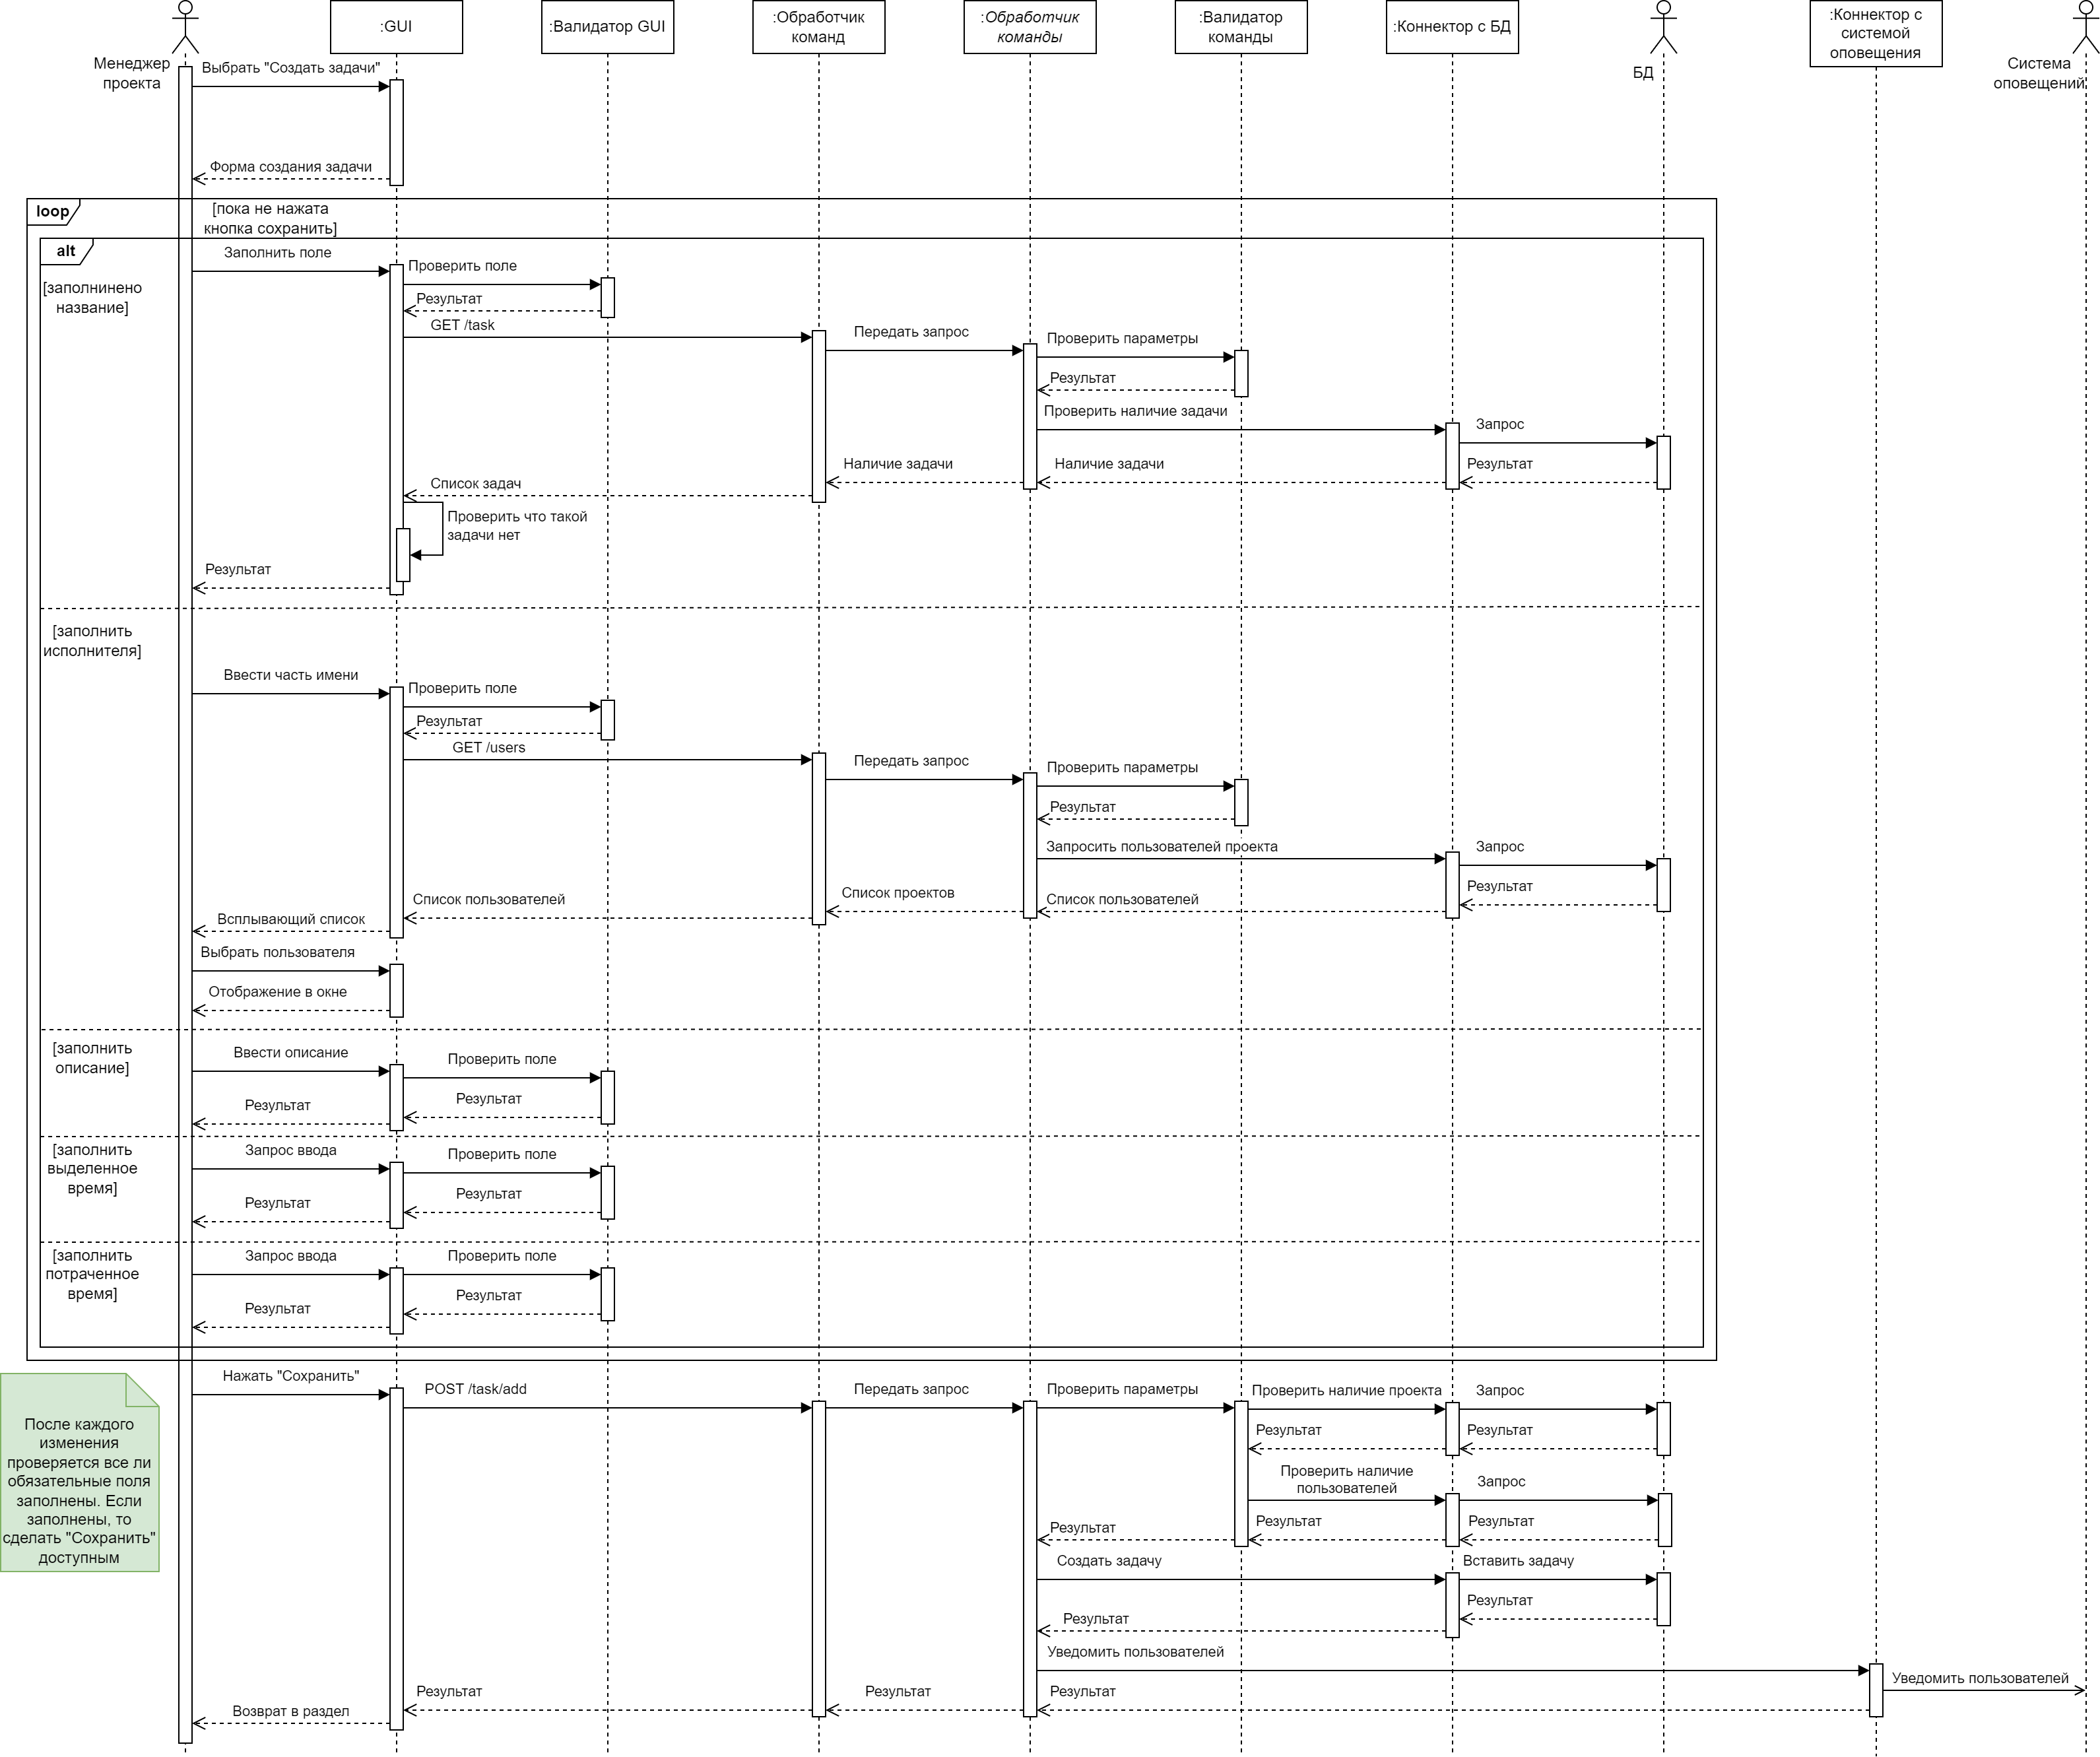 :GUI
:Валидатор GUI
:Обработчик
команд
:Обработчик
команды
:Валидатор
команды
:Коннектор с БД
:Коннектор с
системой
оповещения
Менеджер
проекта
БД
Система
оповещений
Выбрать "Создать задачи"
Форма создания задачи
loop
[пока не нажата
кнопка сохранить]
alt
Заполнить поле
[заполнинено
название]
Проверить поле
Результат
GET /task
Передать запрос
Проверить параметры
Результат
Проверить наличие задачи
Запрос
Результат
Наличие задачи
Наличие задачи
Список задач
Проверить что такой
задачи нет
Результат
[заполнить
исполнителя]
Ввести часть имени
Проверить поле
Результат
GET /users
Передать запрос
Проверить параметры
Результат
Запросить пользователей проекта
Запрос
Результат
Список пользователей
Список проектов
Список пользователей
Всплывающий список
Выбрать пользователя
Отображение в окне
[заполнить
описание]
Ввести описание
Проверить поле
Результат
Результат
[заполнить
выделенное
время]
Запрос ввода
Проверить поле
Результат
Результат
[заполнить
потраченное
время]
Запрос ввода
Проверить поле
Результат
Результат
Нажать "Сохранить"
POST /task/add
Передать запрос
Проверить параметры
Проверить наличие проекта
Запрос
Результат
Результат
Проверить наличие
пользователей
Запрос
Результат
Результат
Результат
Создать задачу
Вставить задачу
Результат
Результат
Уведомить пользователей
Уведомить пользователей
Результат
Результат
Результат
Возврат в раздел
После каждого
изменения
проверяется все ли
обязательные поля
заполнены. Если
заполнены, то
сделать "Сохранить"
доступным